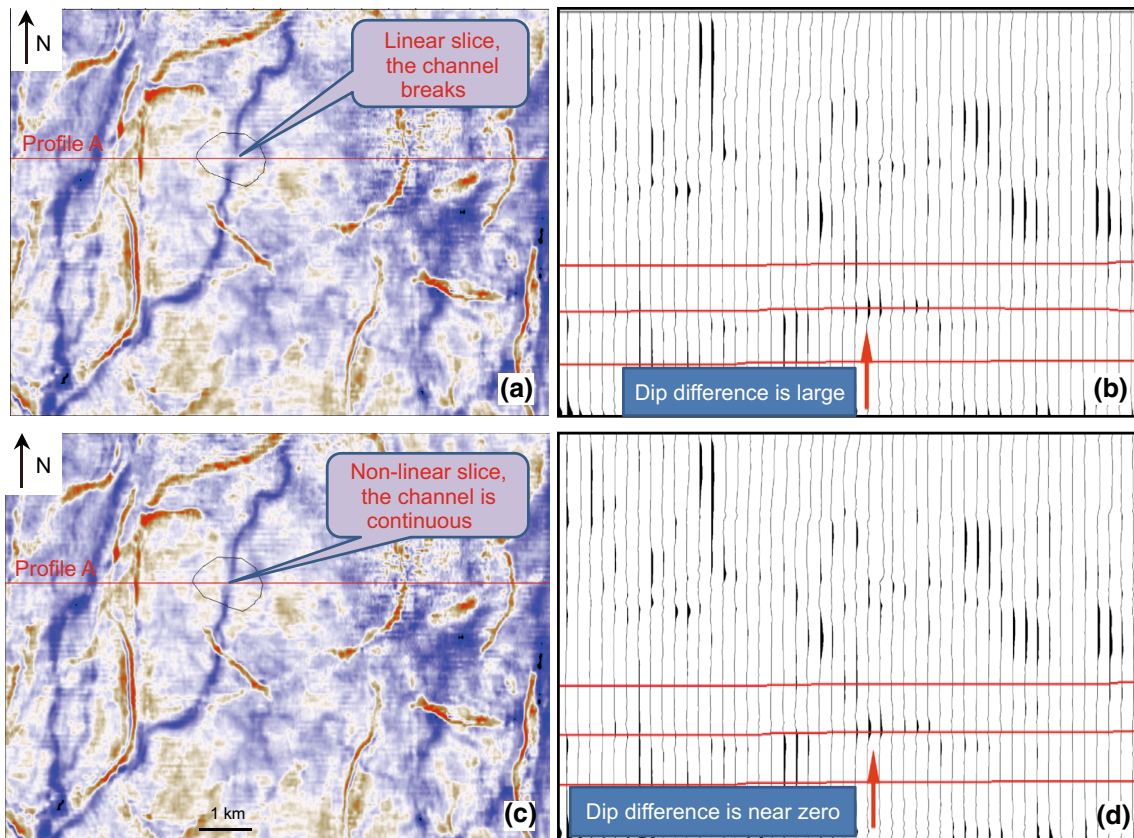 N
Linear slice,
the channel
breaks
Profile A
(a)
Dip difference is large
(b)
N
Non-linear slice,
the channel is
continuous
Profile A
1 km
(c)
Dip difference is near zero
(d)